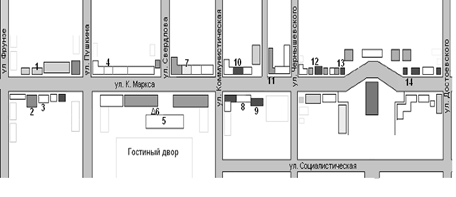 ул. Фрунзе
ул. Пушкина
ул. Свердлова
ул. Коммунистическая
ул. Чернышевского
ул. Достоевского
1
4
7
10
11
12
13
14
ул. К. Маркса
2
3
Δ6
5
8
9
Гостиный двор
ул. Социалистическая